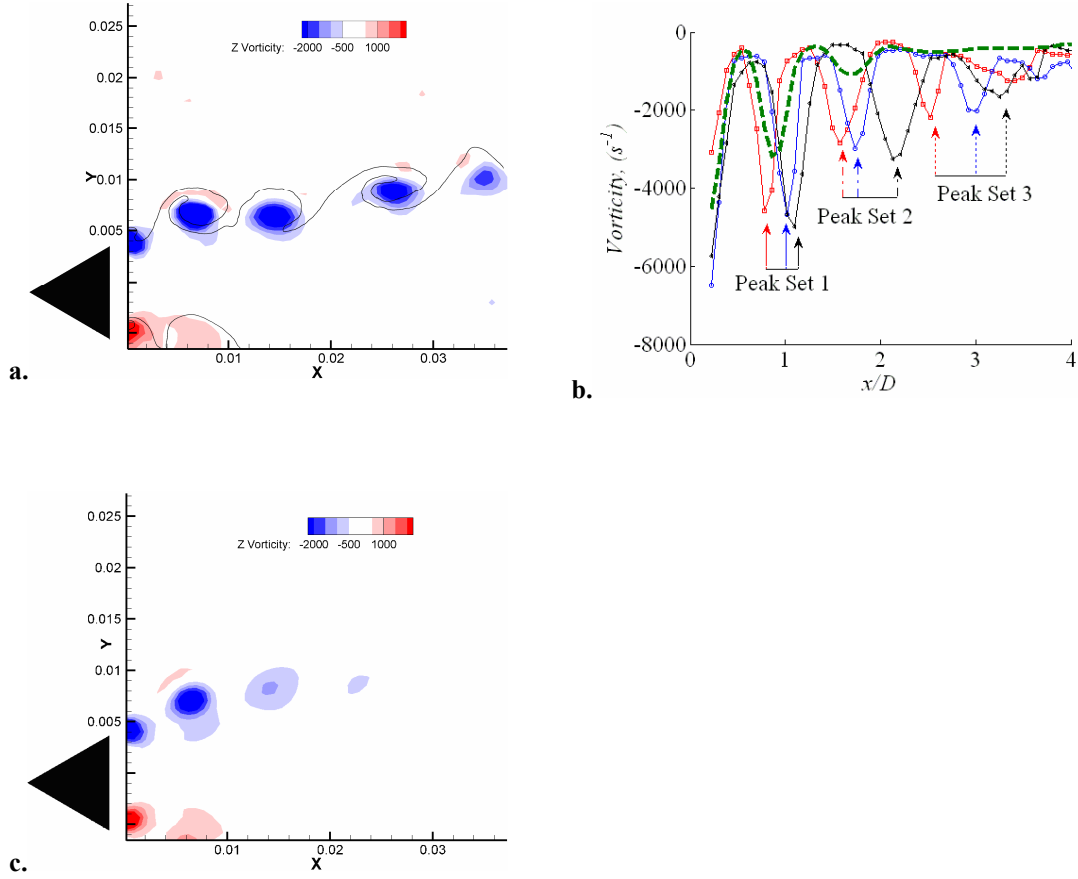 0.025
0.02
0.015
0.01
0.005
Y
Z Vorticity: -2000 -500 1000
0.01 0.02 0.03
X
a.
0
-2000
-4000
-6000
-8000
Vorticity, (s⁻¹)
Peak Set 1
Peak Set 2
Peak Set 3
0 1 2 3 4
x/D
b.
0.025
0.02
0.015
0.01
0.005
Y
Z Vorticity: -2000 -500 1000
0.01 0.02 0.03
X
c.